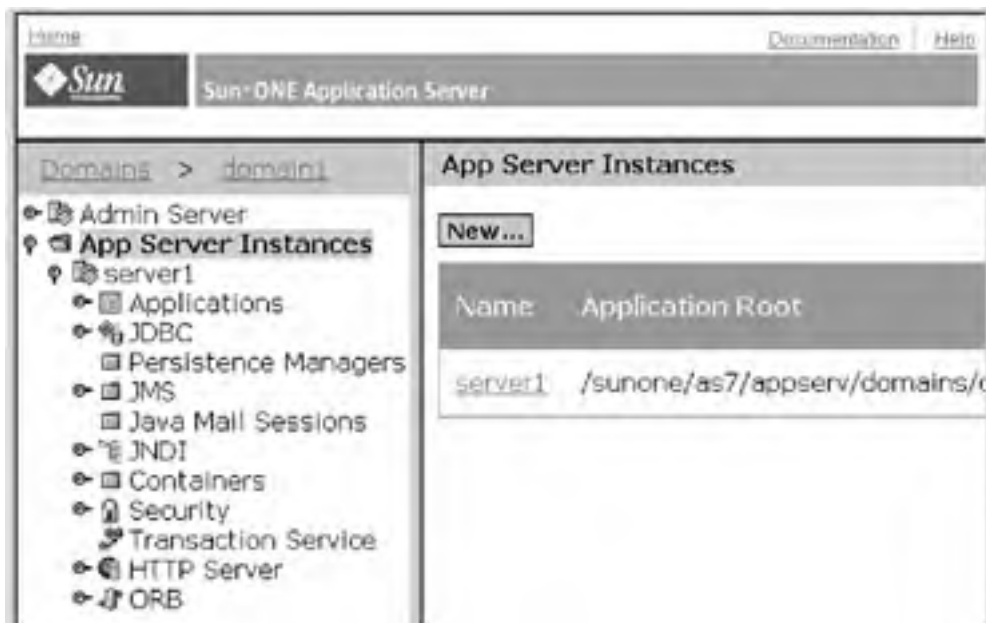 Home
Documentation | Help
Sun
Sun ONE Application Server
Domains > domain1
Admin Server
App Server Instances
server1
Applications
JDBC
Persistence Managers
JMS
Java Mail Sessions
JNDI
Containers
Security
Transaction Service
HTTP Server
ORB
App Server Instances
New...
Name Application Root
server1 /sunone/as7/appserv/domains/